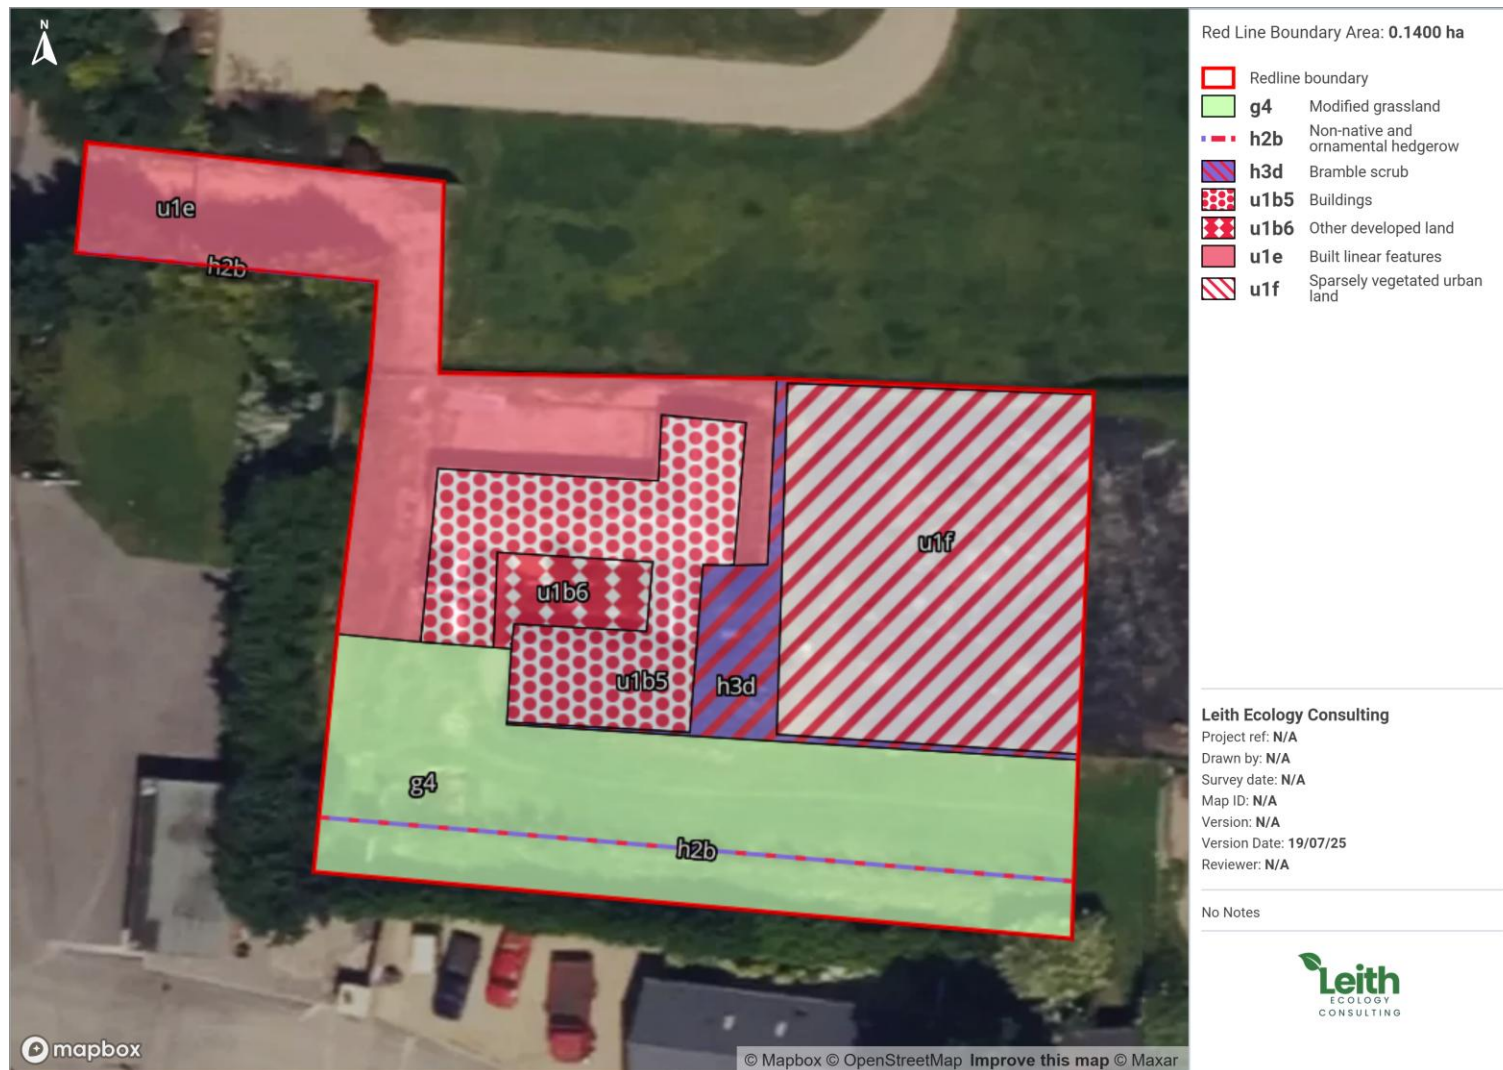 N
u1e
h2b
u1f
u1b6
u1b5
h3d
g4
h2b
mapbox
© Mapbox © OpenStreetMap Improve this map © Maxar
Red Line Boundary Area: 0.1400 ha
Redline boundary
g4 Modified grassland
h2b Non-native and
ornamental hedgerow
h3d Bramble scrub
u1b5 Buildings
u1b6 Other developed land
u1e Built linear features
u1f Sparsely vegetated urban
land
Leith Ecology Consulting
Project ref: N/A
Drawn by: N/A
Survey date: N/A
Map ID: N/A
Version: N/A
Version Date: 19/07/25
Reviewer: N/A
No Notes
Leith
ECOLOGY
CONSULTING